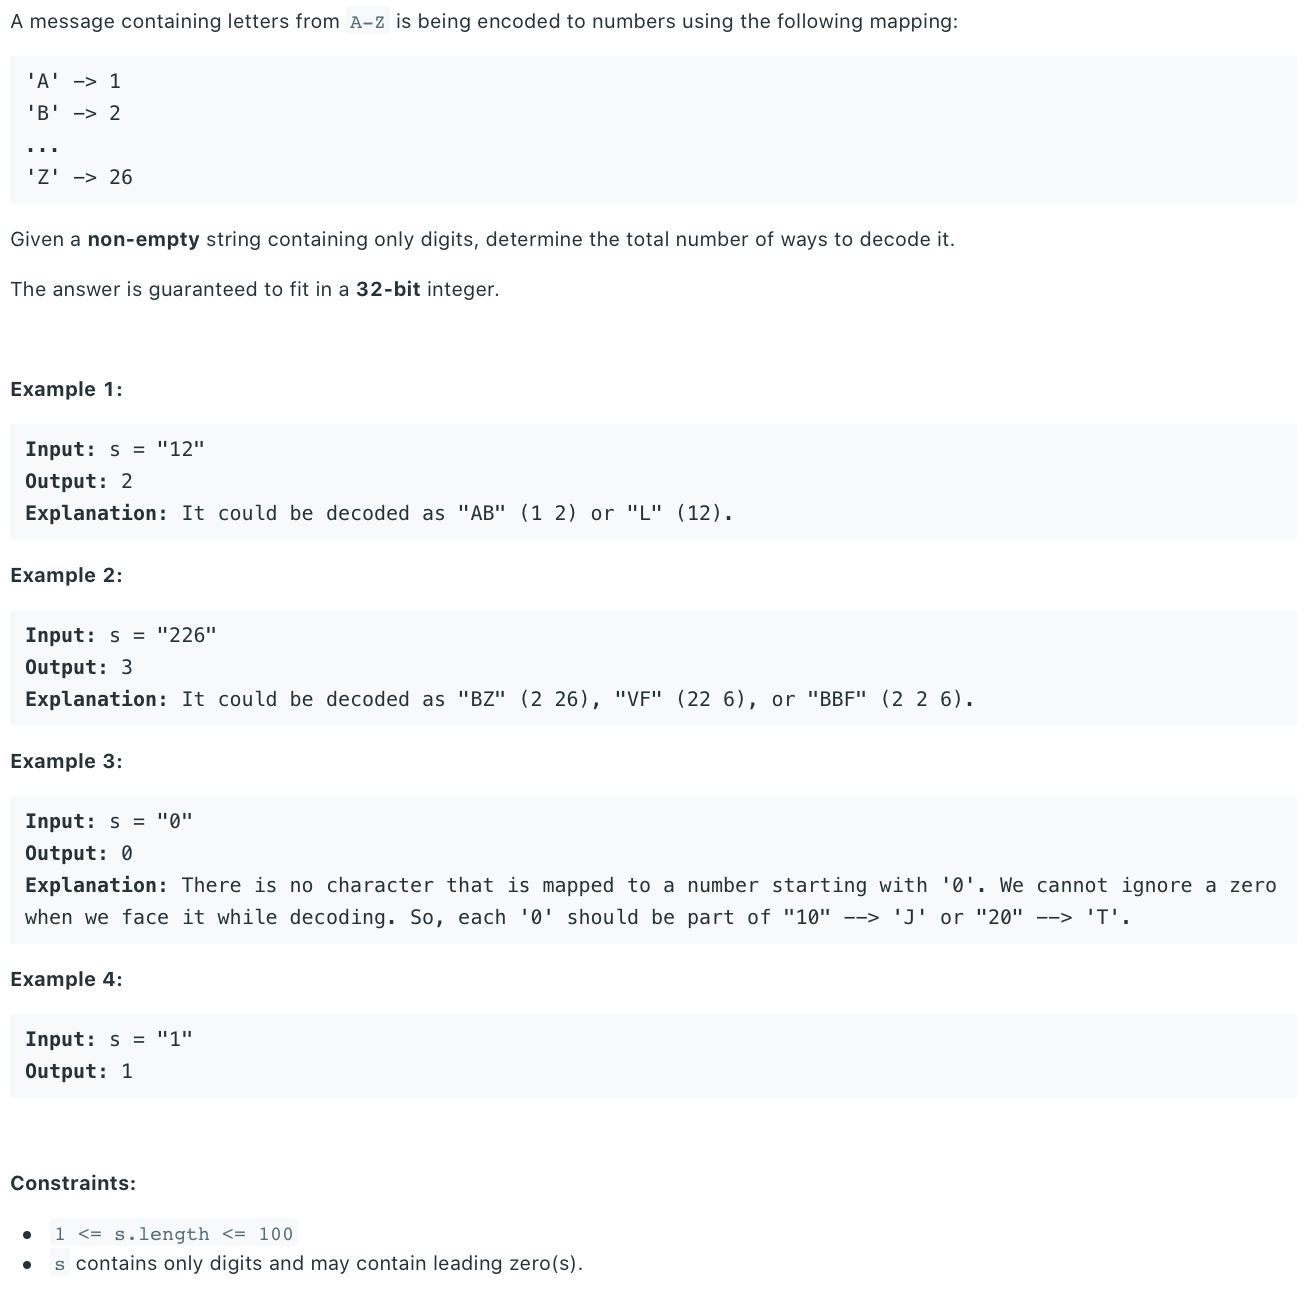 A message containing letters from A-Z is being encoded to numbers using the following mapping:
'A' -> 1
'B' -> 2
...
'Z' -> 26
Given a non-empty string containing only digits, determine the total number of ways to decode it.
The answer is guaranteed to fit in a 32-bit integer.
Example 1:
Input: s = "12"
Output: 2
Explanation: It could be decoded as "AB" (1 2) or "L" (12).
Example 2:
Input: s = "226"
Output: 3
Explanation: It could be decoded as "BZ" (2 26), "VF" (22 6), or "BBF" (2 2 6).
Example 3:
Input: s = "0"
Output: 0
Explanation: There is no character that is mapped to a number starting with '0'. We cannot ignore a zero
when we face it while decoding. So, each '0' should be part of "10" --> 'J' or "20" --> 'T'.
Example 4:
Input: s = "1"
Output: 1
Constraints:
• 1 <= s.length <= 100
• s contains only digits and may contain leading zero(s).